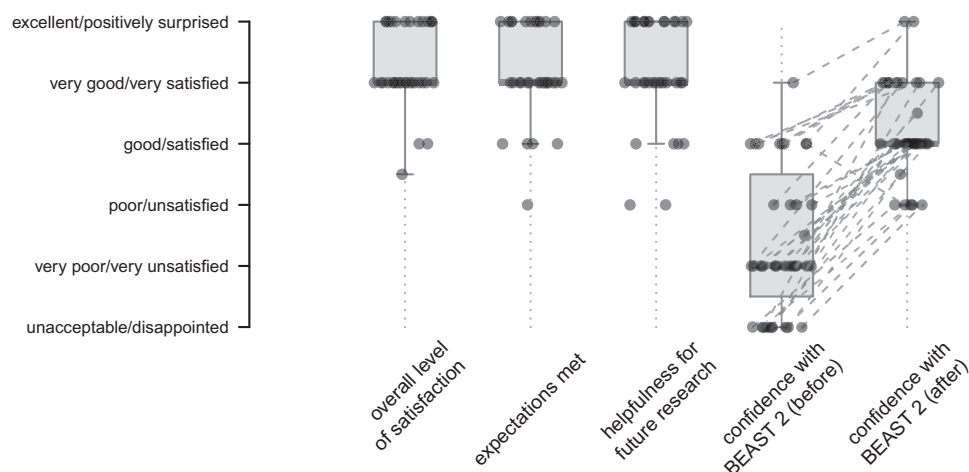 excellent/positively surprised
very good/very satisfied
good/satisfied
poor/unsatisfied
very poor/very unsatisfied
unacceptable/disappointed
overall level
of satisfaction
expectations met
helpfulness for
future research
confidence with
BEAST 2 (before)
confidence with
BEAST 2 (after)